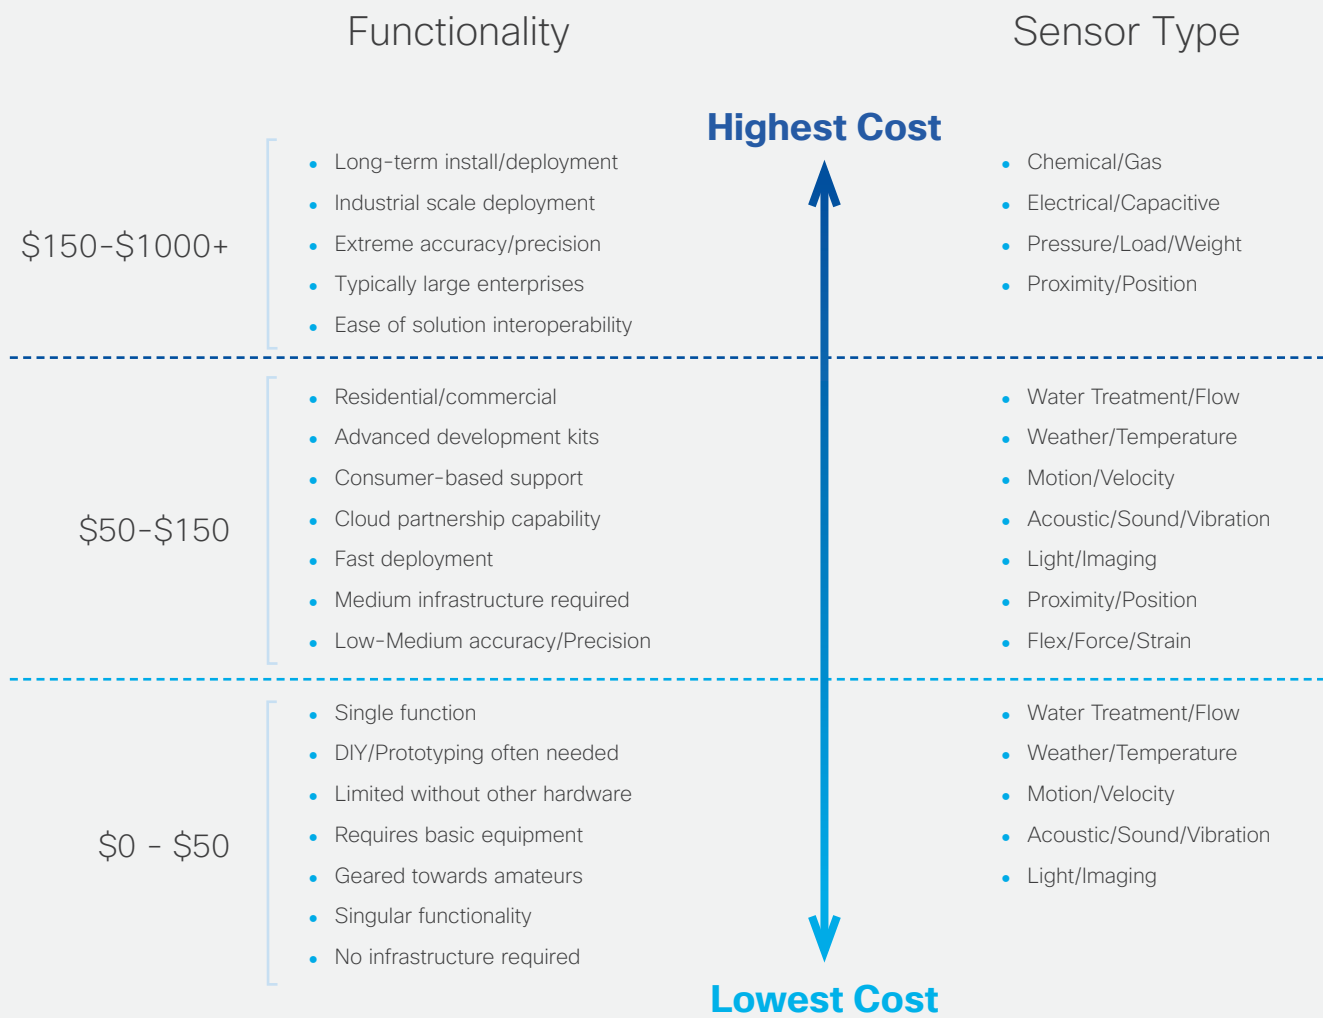 Functionality
Sensor Type
Highest Cost
$150-$1000+
• Long-term install/deployment
• Industrial scale deployment
• Extreme accuracy/precision
• Typically large enterprises
• Ease of solution interoperability
• Chemical/Gas
• Electrical/Capacitive
• Pressure/Load/Weight
• Proximity/Position
$50-$150
• Residential/commercial
• Advanced development kits
• Consumer-based support
• Cloud partnership capability
• Fast deployment
• Medium infrastructure required
• Low-Medium accuracy/Precision
• Water Treatment/Flow
• Weather/Temperature
• Motion/Velocity
• Acoustic/Sound/Vibration
• Light/Imaging
• Proximity/Position
• Flex/Force/Strain
$0 - $50
• Single function
• DIY/Prototyping often needed
• Limited without other hardware
• Requires basic equipment
• Geared towards amateurs
• Singular functionality
• No infrastructure required
• Water Treatment/Flow
• Weather/Temperature
• Motion/Velocity
• Acoustic/Sound/Vibration
• Light/Imaging
Lowest Cost